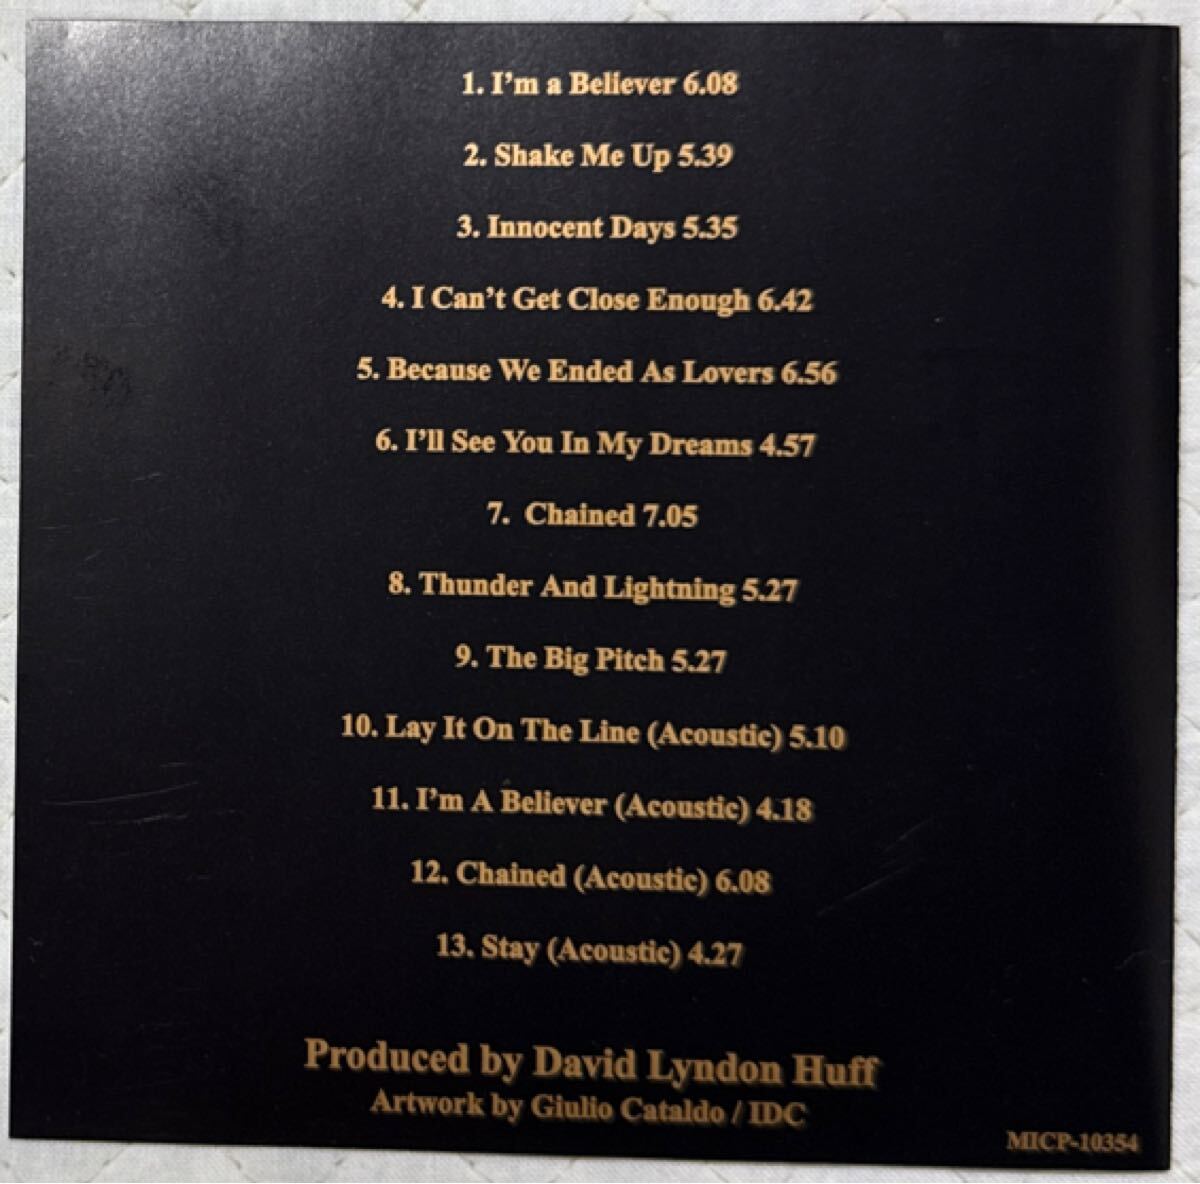 1. I'm a Believer 6.08
2. Shake Me Up 5.39
3. Innocent Days 5.35
4. I Can't Get Close Enough 6.42
5. Because We Ended As Lovers 6.56
6. I'll See You In My Dreams 4.57
7. Chained 7.05
8. Thunder And Lightning 5.27
9. The Big Pitch 5.27
10. Lay It On The Line (Acoustic) 5.10
11. I'm A Believer (Acoustic) 4.18
12. Chained (Acoustic) 6.08
13. Stay (Acoustic) 4.27
Produced by David Lyndon Huff
Artwork by Giulio Cataldo / IDC
MICP-10354